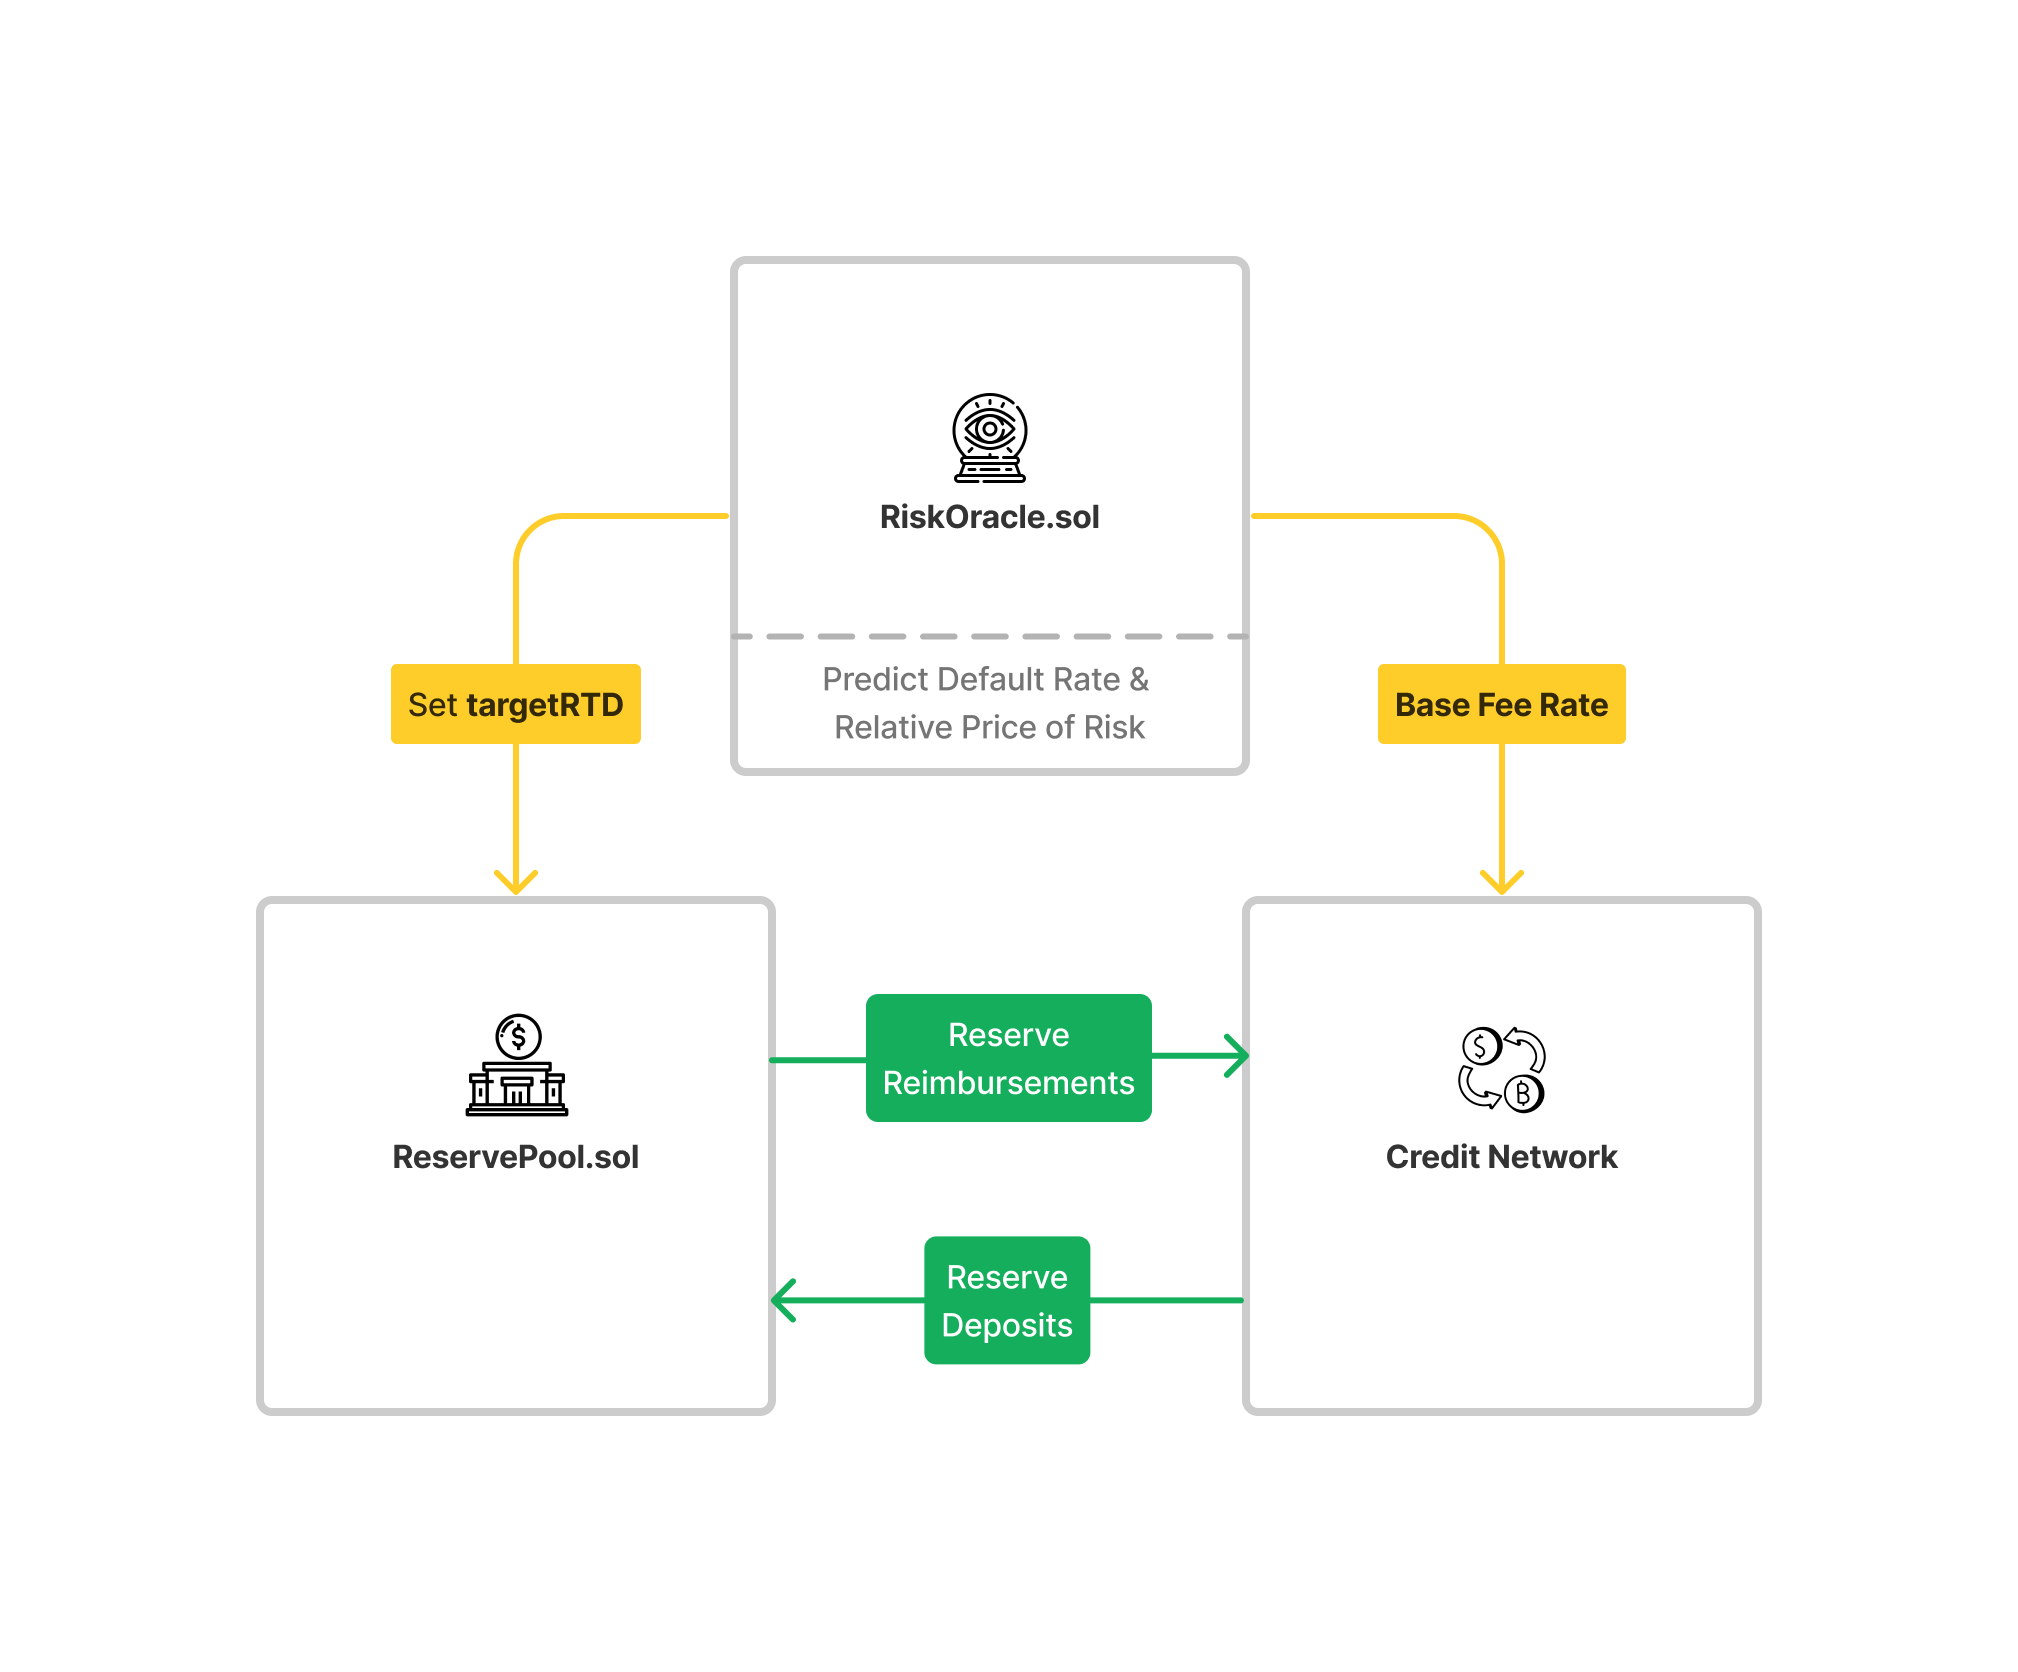 RiskOracle.sol
Predict Default Rate &
Relative Price of Risk
Set targetRTD
Base Fee Rate
Reserve
Reimbursements
ReservePool.sol
Credit Network
Reserve
Deposits